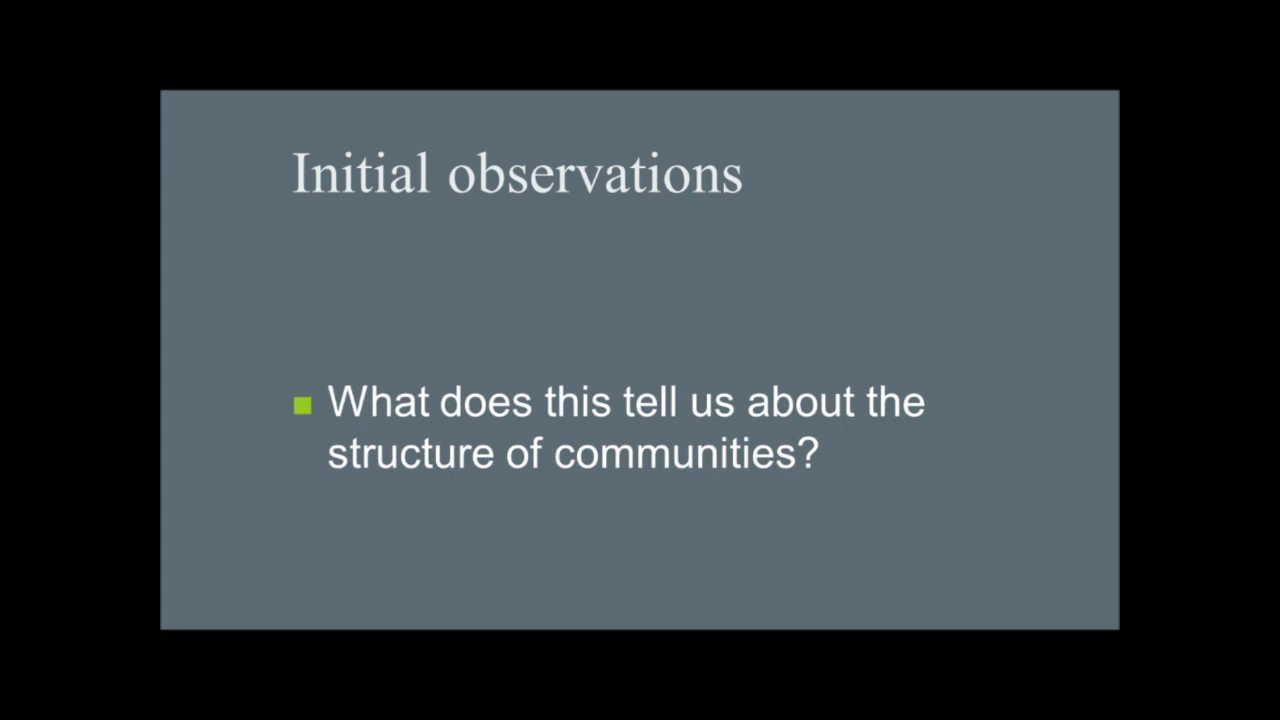 Initial observations
What does this tell us about the
structure of communities?